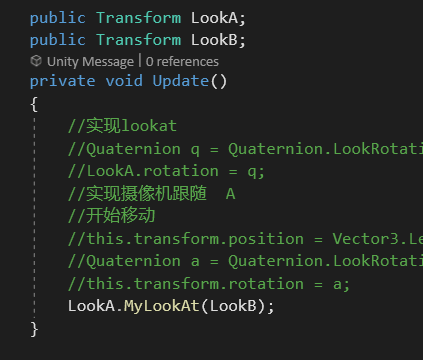 public Transform LookA;
public Transform LookB;
Unity Message | 0 references
private void Update()
{
//实现lookat
//Quaternion q = Quaternion.LookRotati
//LookA.rotation = q;
//实现摄像机跟随  A
//开始移动
//this.transform.position = Vector3.Le
//Quaternion a = Quaternion.LookRotati
//this.transform.rotation = a;
LookA.MyLookAt(LookB);
}